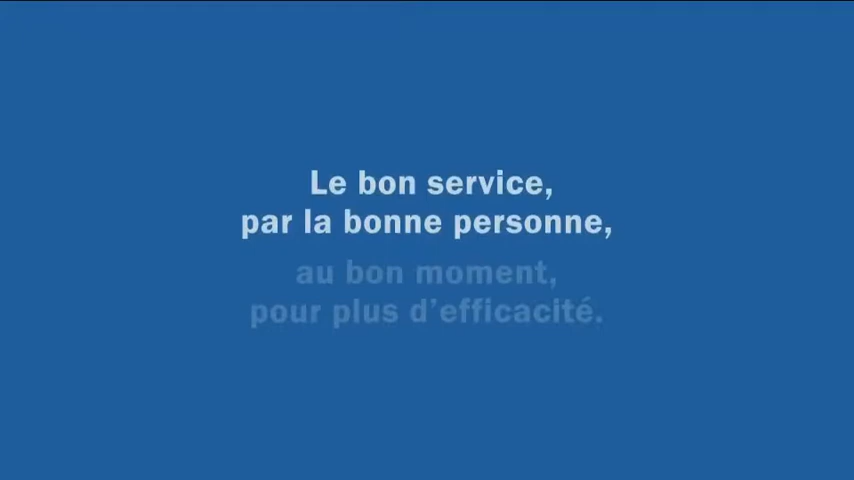 Le bon service,
par la bonne personne,
au bon moment,
pour plus d’efficacité.